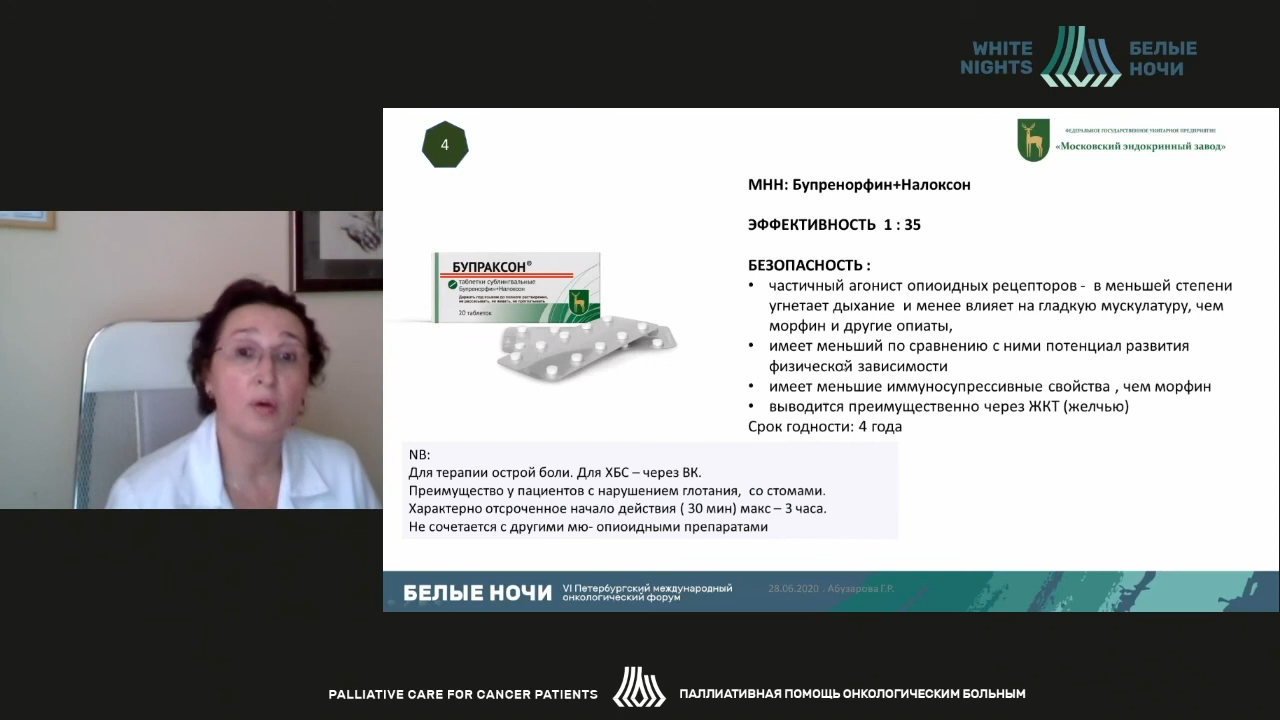 WHITE
NIGHTS
БЕЛЫЕ
НОЧИ
4
ФЕДЕРАЛЬНОЕ ГОСУДАРСТВЕННОЕ УНИТАРНОЕ ПРЕДПРИЯТИЕ
«Московский эндокринный завод»
МНН: Бупренорфин+Налоксон
ЭФФЕКТИВНОСТЬ 1 : 35
БЕЗОПАСНОСТЬ :
• частичный агонист опиоидных рецепторов - в меньшей степени
угнетает дыхание и менее влияет на гладкую мускулатуру, чем
морфин и другие опиаты,
• имеет меньший по сравнению с ними потенциал развития
физической зависимости
• имеет меньшие иммуносупрессивные свойства , чем морфин
• выводится преимущественно через ЖКТ (желчью)
Срок годности: 4 года
БУПРАКСОН®
таблетки сублингвальные
Бупренорфин+Налоксон
20 таблеток
NB:
Для терапии острой боли. Для ХБС – через ВК.
Преимущество у пациентов с нарушением глотания, со стомами.
Характерно отсроченное начало действия ( 30 мин) макс – 3 часа.
Не сочетается с другими мю- опиоидными препаратами
БЕЛЫЕ НОЧИ
VI Петербургский международный
онкологический форум
28.06.2020 . Абузарова Г.Р.
PALLIATIVE CARE FOR CANCER PATIENTS
ПАЛЛИАТИВНАЯ ПОМОЩЬ ОНКОЛОГИЧЕСКИМ БОЛЬНЫМ